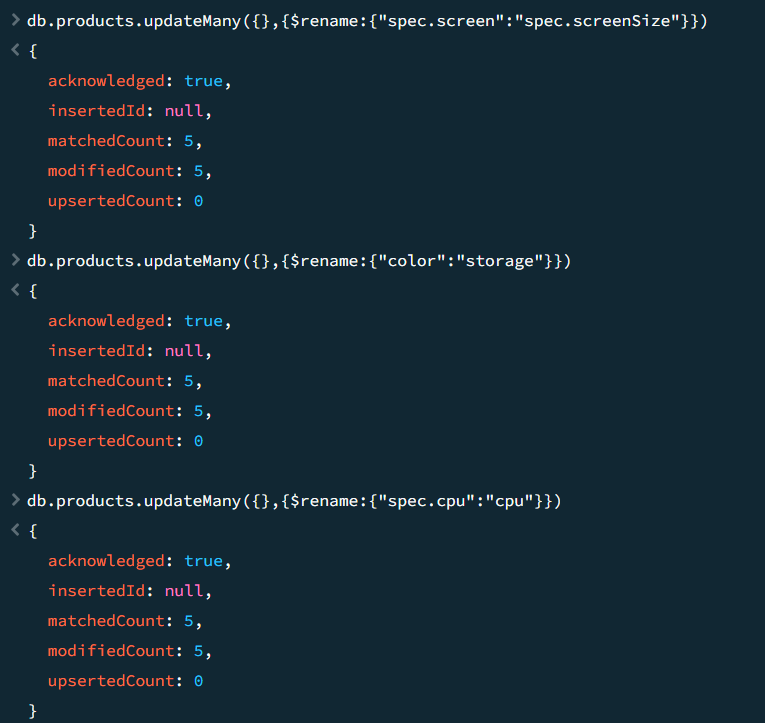 > db.products.updateMany({},{$rename:{"spec.screen":"spec.screenSize"}})
< {
acknowledged: true,
insertedId: null,
matchedCount: 5,
modifiedCount: 5,
upsertedCount: 0
}
> db.products.updateMany({},{$rename:{"color":"storage"}})
< {
acknowledged: true,
insertedId: null,
matchedCount: 5,
modifiedCount: 5,
upsertedCount: 0
}
> db.products.updateMany({},{$rename:{"spec.cpu":"cpu"}})
< {
acknowledged: true,
insertedId: null,
matchedCount: 5,
modifiedCount: 5,
upsertedCount: 0
}